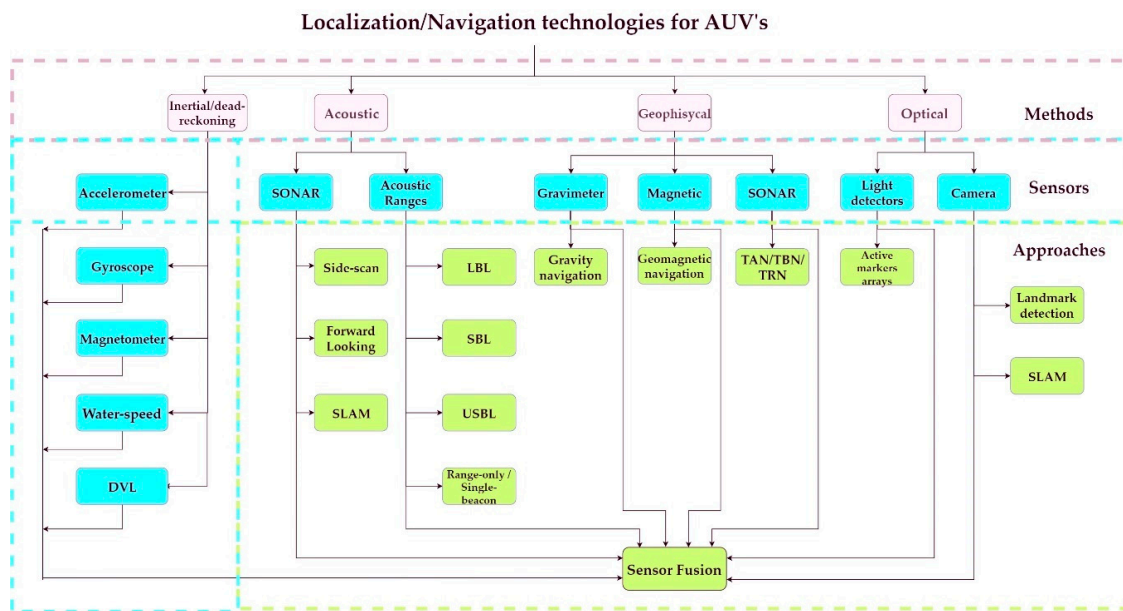 Localization/Navigation technologies for AUV's
Inertial/dead-
reckoning
Acoustic
Geophisycal
Optical
Methods
Accelerometer
SONAR
Acoustic
Ranges
Gravimeter
Magnetic
SONAR
Light
detectors
Camera
Sensors
Approaches
Gyroscope
Side-scan
LBL
Gravity
navigation
Geomagnetic
navigation
TAN/TBN/
TRN
Active
markers
arrays
Landmark
detection
Magnetometer
Forward
Looking
SBL
SLAM
Water-speed
SLAM
USBL
DVL
Range-only /
Single-
beacon
Sensor Fusion